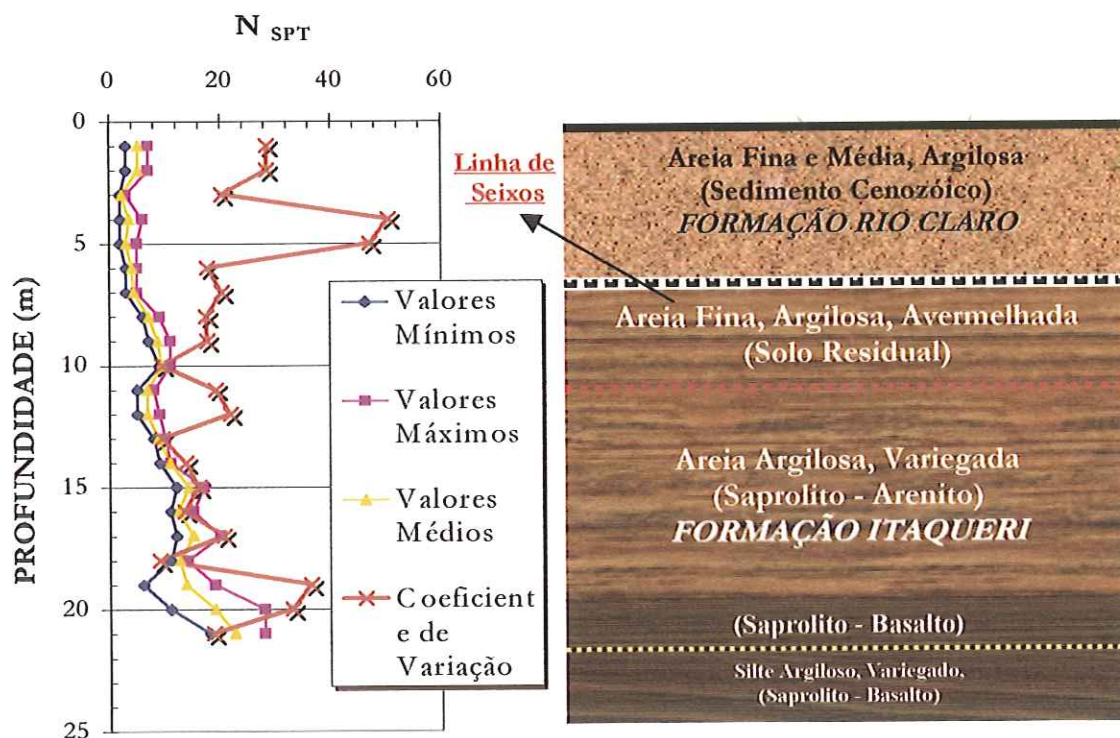 N SPT
0 20 40 60
0
5
10
15
20
25
PROFUNDIDADE (m)
Valores
Mínimos
Valores
Máximos
Valores
Médios
Coeficient
e de
Variação
Linha de
Seixos
Areia Fina e Média, Argilosa
(Sedimento Cenozóico)
FORMAÇÃO RIO CLARO
Areia Fina, Argilosa, Avermelhada
(Solo Residual)
Areia Argilosa, Variegada
(Saprolito - Arenito)
FORMAÇÃO ITAQUERI
(Saprolito - Basalto)
Silte Argiloso, Variegado,
(Saprolito - Basalto)